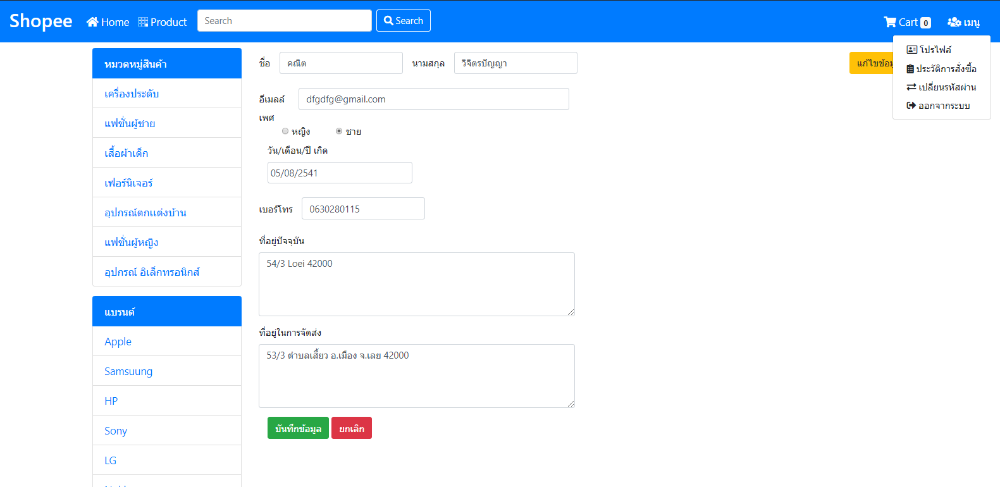 Shopee Home Product Search Search Cart 0 เมนู
โปรไฟล์
ประวัติการสั่งซื้อ
เปลี่ยนรหัสผ่าน
ออกจากระบบ
หมวดหมู่สินค้า
เครื่องประดับ
แฟชั่นผู้ชาย
เสื้อผ้าเด็ก
เฟอร์นิเจอร์
อุปกรณ์ตกแต่งบ้าน
แฟชั่นผู้หญิง
อุปกรณ์ อิเล็กทรอนิกส์
แบรนด์
Apple
Samsuung
HP
Sony
LG
ชื่อ คณิต นามสกุล วิจิตรปัญญา
อีเมลล์ dfgdfg@gmail.com
เพศ
หญิง ชาย
วัน/เดือน/ปี เกิด
05/08/2541
เบอร์โทร 0630280115
ที่อยู่ปัจจุบัน
54/3 Loei 42000
ที่อยู่ในการจัดส่ง
53/3 ตำบลเสี้ยว อ.เมือง จ.เลย 42000
บันทึกข้อมูล ยกเลิก